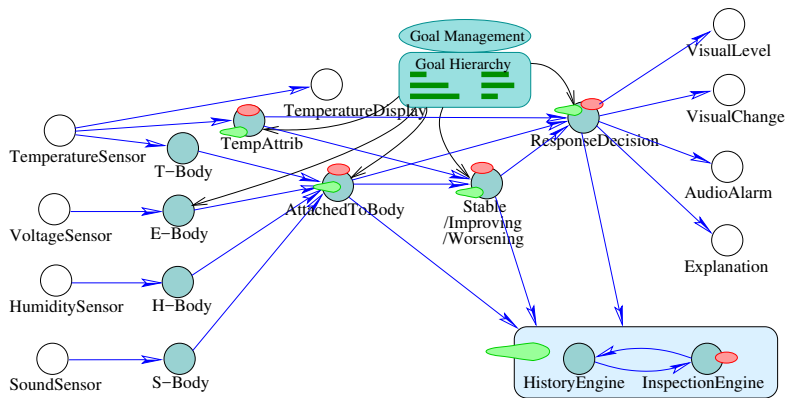 Goal Management
Goal Hierarchy
VisualLevel
TemperatureDisplay
VisualChange
TempAttrib
ResponseDecision
TemperatureSensor
T-Body
AudioAlarm
AttachedToBody
Stable
/Improving
/Worsening
VoltageSensor
E-Body
Explanation
HumiditySensor
H-Body
SoundSensor
S-Body
HistoryEngine
InspectionEngine